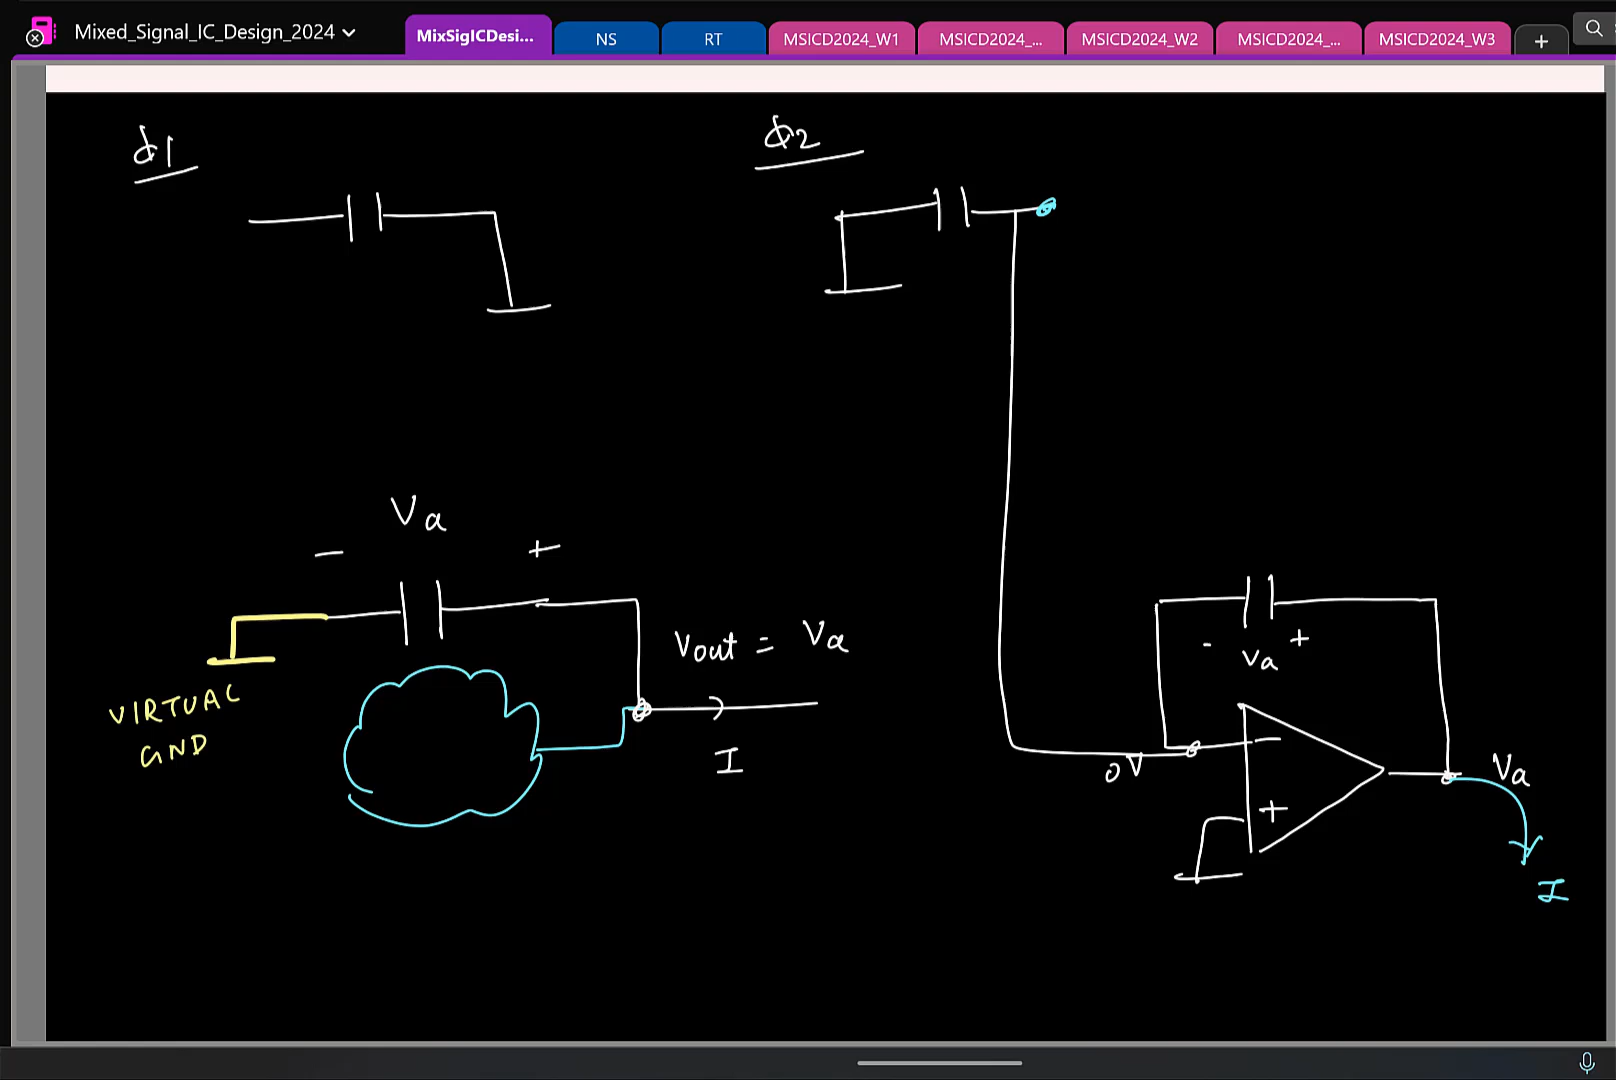 Mixed_Signal_IC_Design_2024
MixSigICDesi...
NS
RT
MSICD2024_W1
MSICD2024_...
MSICD2024_W2
MSICD2024_...
MSICD2024_W3
+
ϕ1
ϕ2
Va
- +
Vout = Va
I
VIRTUAL
GND
- Va +
0V
-
+
Va
I